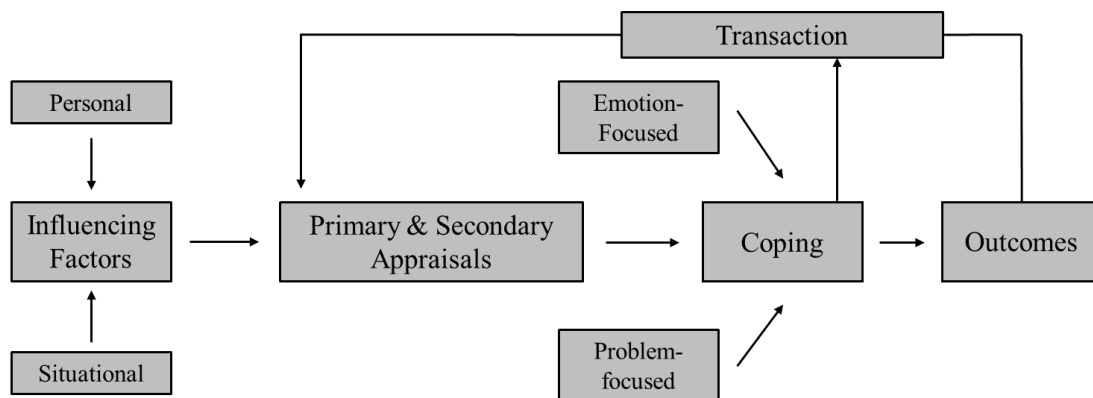 Transaction
Personal
Emotion-
Focused
Influencing
Factors
Primary & Secondary
Appraisals
Coping
Outcomes
Situational
Problem-
focused